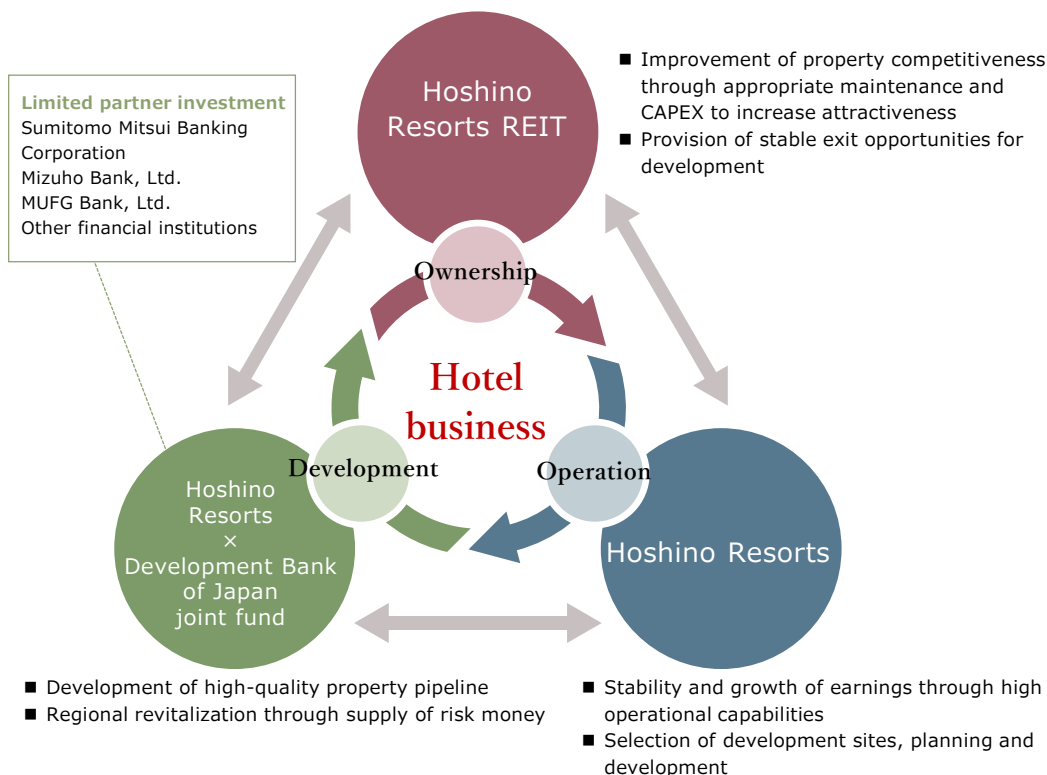 Limited partner investment
Sumitomo Mitsui Banking
Corporation
Mizuho Bank, Ltd.
MUFG Bank, Ltd.
Other financial institutions
Hoshino
Resorts REIT
■ Improvement of property competitiveness
through appropriate maintenance and
CAPEX to increase attractiveness
■ Provision of stable exit opportunities for
development
Ownership
Hotel
business
Development
Operation
Hoshino
Resorts
×
Development Bank
of Japan
joint fund
Hoshino Resorts
■ Development of high-quality property pipeline
■ Regional revitalization through supply of risk money
■ Stability and growth of earnings through high
operational capabilities
■ Selection of development sites, planning and
development